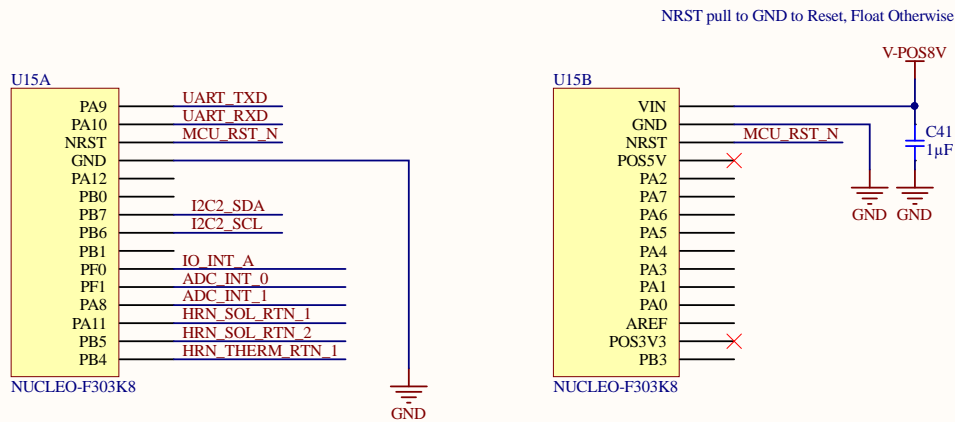 NRST pull to GND to Reset, Float Otherwise
V-POS8V
U15A
PA9 UART_TXD
PA10 UART_RXD
NRST MCU_RST_N
GND
PA12
PB0
PB7 I2C2_SDA
PB6 I2C2_SCL
PB1
PF0 IO_INT_A
PF1 ADC_INT_0
PA8 ADC_INT_1
PA11 HRN_SOL_RTN_1
PB5 HRN_SOL_RTN_2
PB4 HRN_THERM_RTN_1
NUCLEO-F303K8
GND
U15B
VIN
GND
NRST MCU_RST_N
POS5V
PA2
PA7
PA6
PA5
PA4
PA3
PA1
PA0
AREF
POS3V3
PB3
NUCLEO-F303K8
C41
1µF
GND GND